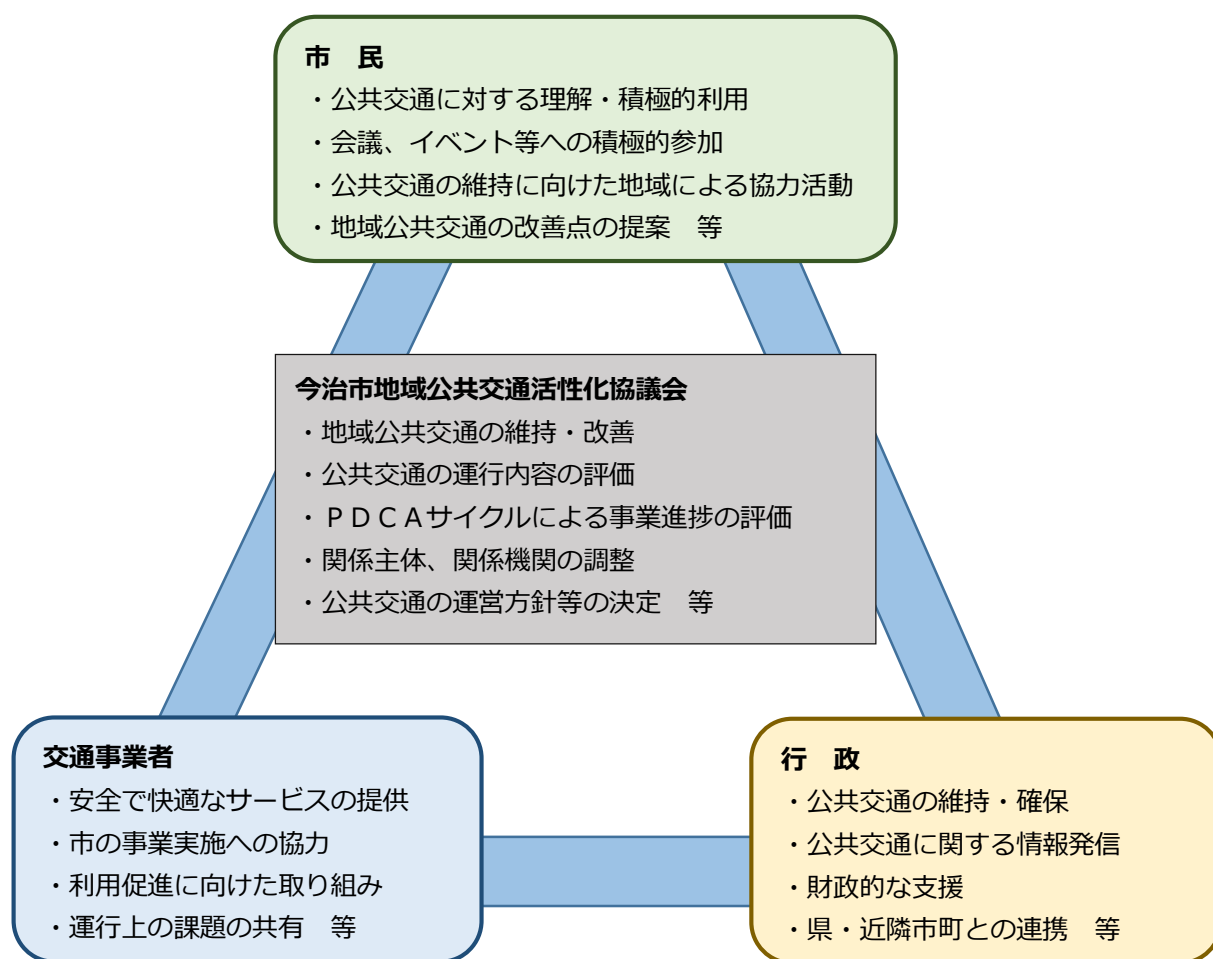 市　民
・公共交通に対する理解・積極的利用
・会議、イベント等への積極的参加
・公共交通の維持に向けた地域による協力活動
・地域公共交通の改善点の提案　等
今治市地域公共交通活性化協議会
・地域公共交通の維持・改善
・公共交通の運行内容の評価
・ＰＤＣＡサイクルによる事業進捗の評価
・関係主体、関係機関の調整
・公共交通の運営方針等の決定　等
交通事業者
・安全で快適なサービスの提供
・市の事業実施への協力
・利用促進に向けた取り組み
・運行上の課題の共有　等
行　政
・公共交通の維持・確保
・公共交通に関する情報発信
・財政的な支援
・県・近隣市町との連携　等